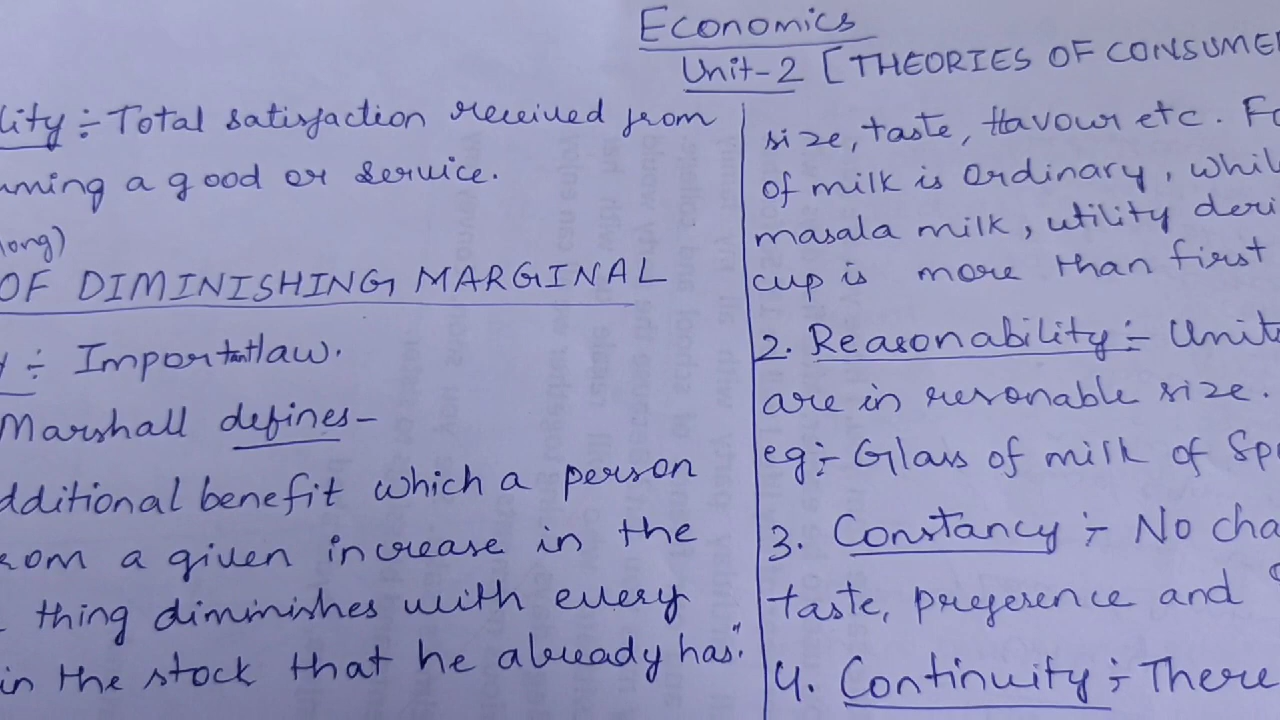 Economics
Unit-2 [THEORIES OF CONSUME
lity :- Total satisfaction received from
uming a good or service.
long)
OF DIMINISHING MARGINAL
y :- Important law.
Marshall defines-
dditional benefit which a person
rom a given increase in the
thing diminishes with every
in the stock that he already has."
size, taste, flavour etc. Fo
of milk is ordinary, whil
masala milk, utility deri
cup is more than first
2. Reasonability :- Unit
are in resonable size.
eg :- Glass of milk of Sp
3. Constancy :- No cha
taste, preference and
4. Continuity :- There